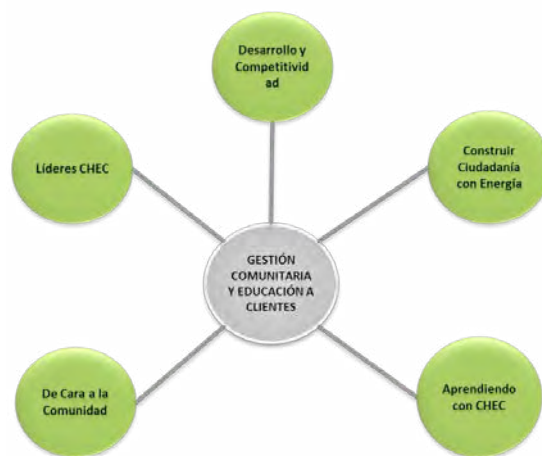 Desarrollo y
Competitivid
ad
Líderes CHEC
Construir
Ciudadanía
con Energía
GESTIÓN
COMUNITARIA
Y EDUCACIÓN A
CLIENTES
De Cara a la
Comunidad
Aprendiendo
con CHEC